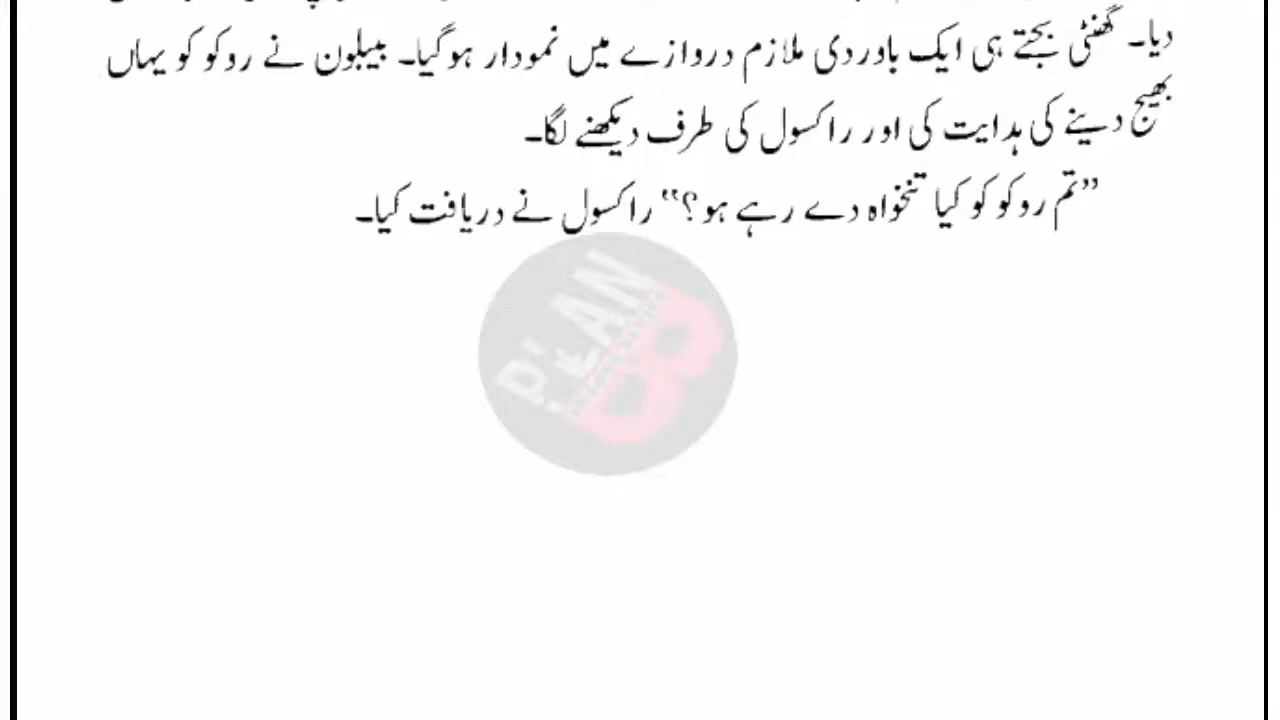 دیا۔ گھنٹی بجتے ہی ایک باوردی ملازم دروازے میں نمودار ہوگیا۔ بیبلون نے روکو کو یہاں
بھیج دینے کی ہدایت کی اور راکسول کی طرف دیکھنے لگا۔
”تم روکو کو کیا تنخواہ دے رہے ہو؟“ راکسول نے دریافت کیا۔
PLAN